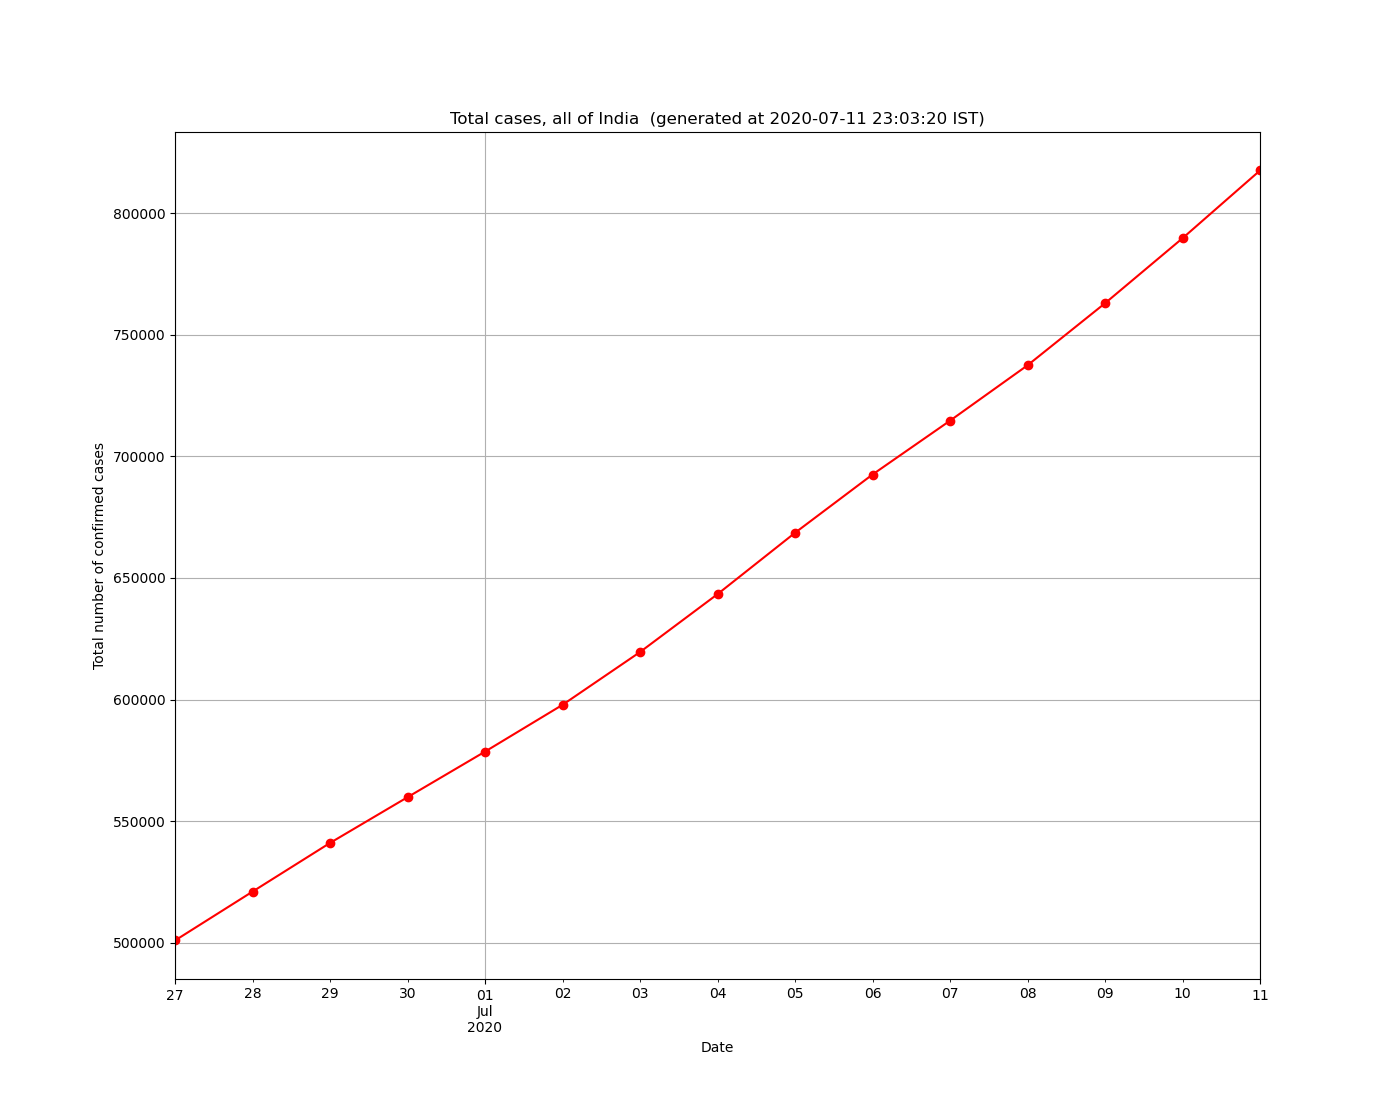 Total cases, all of India  (generated at 2020-07-11 23:03:20 IST)
Total number of confirmed cases
800000
750000
700000
650000
600000
550000
500000
27 28 29 30 01 02 03 04 05 06 07 08 09 10 11
Jul
2020
Date